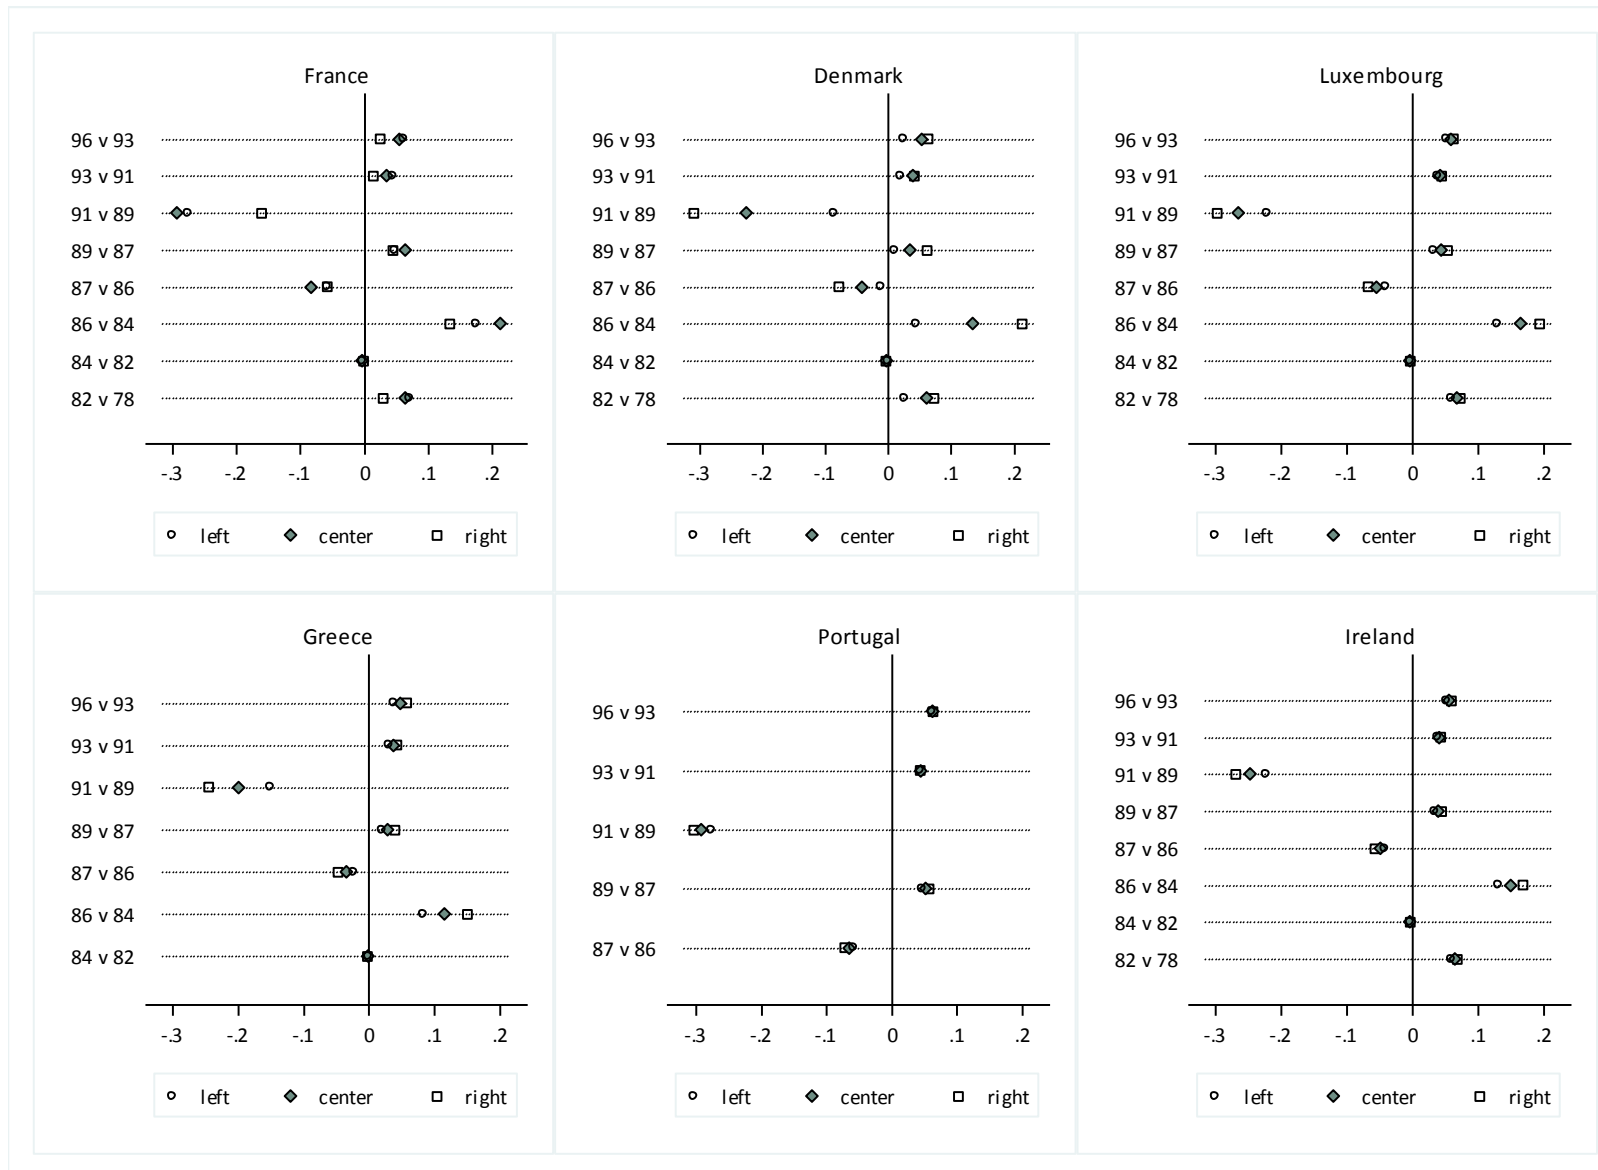 France
96 v 93
93 v 91
91 v 89
89 v 87
87 v 86
86 v 84
84 v 82
82 v 78
-.3 -.2 -.1 0 .1 .2
left center right
Denmark
96 v 93
93 v 91
91 v 89
89 v 87
87 v 86
86 v 84
84 v 82
82 v 78
-.3 -.2 -.1 0 .1 .2
left center right
Luxembourg
96 v 93
93 v 91
91 v 89
89 v 87
87 v 86
86 v 84
84 v 82
82 v 78
-.3 -.2 -.1 0 .1 .2
left center right
Greece
96 v 93
93 v 91
91 v 89
89 v 87
87 v 86
86 v 84
84 v 82
-.3 -.2 -.1 0 .1 .2
left center right
Portugal
96 v 93
93 v 91
91 v 89
89 v 87
87 v 86
-.3 -.2 -.1 0 .1 .2
left center right
Ireland
96 v 93
93 v 91
91 v 89
89 v 87
87 v 86
86 v 84
84 v 82
82 v 78
-.3 -.2 -.1 0 .1 .2
left center right